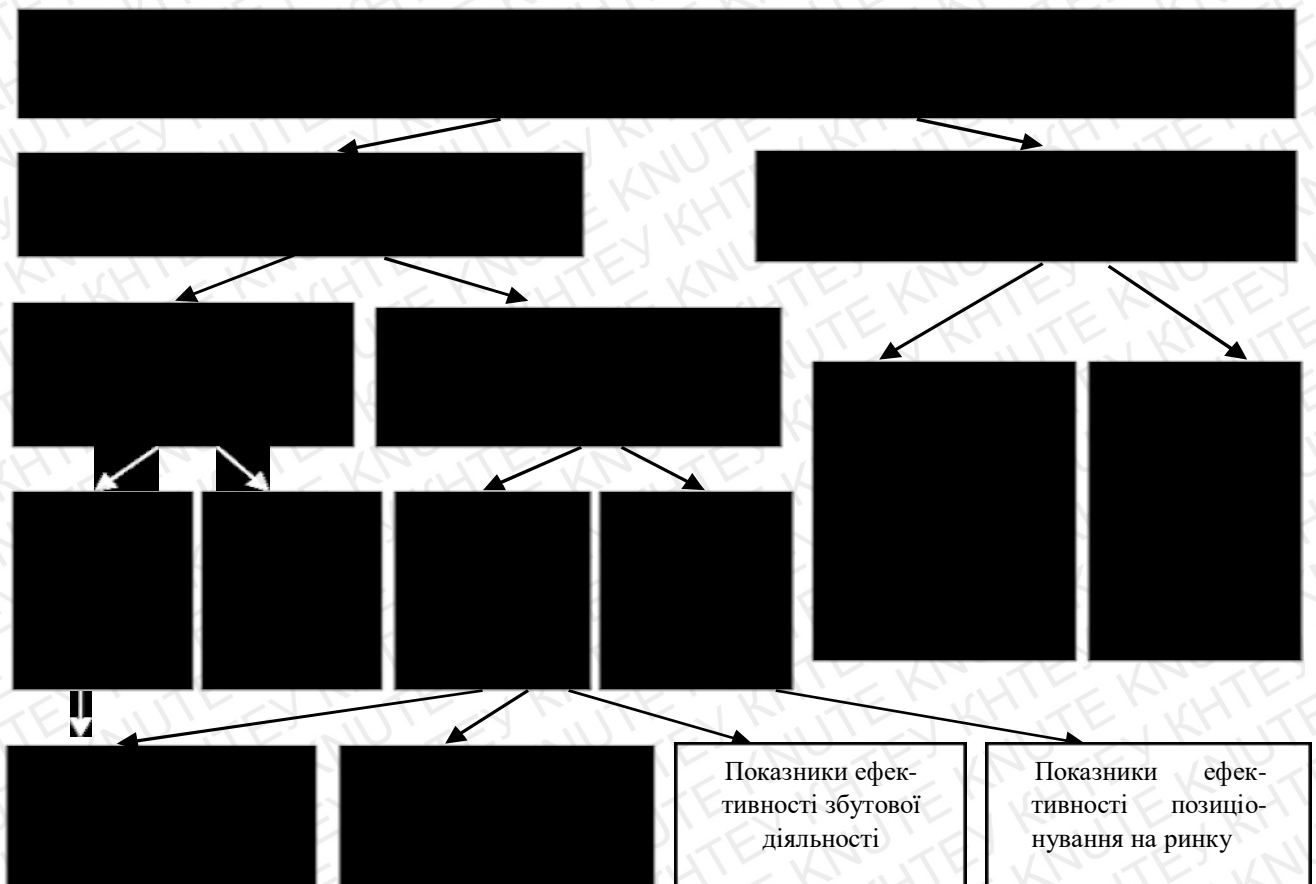 Показники ефек-
тивності збутової
діяльності
Показники ефек-
тивності позиціо-
нування на ринку